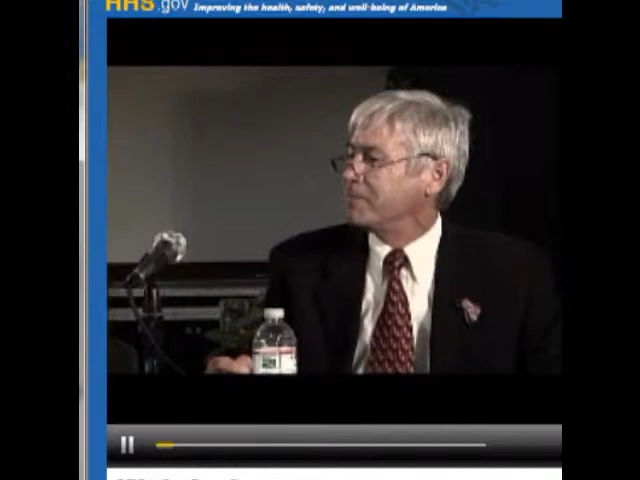 HHS.gov Improving the health, safety, and well-being of America